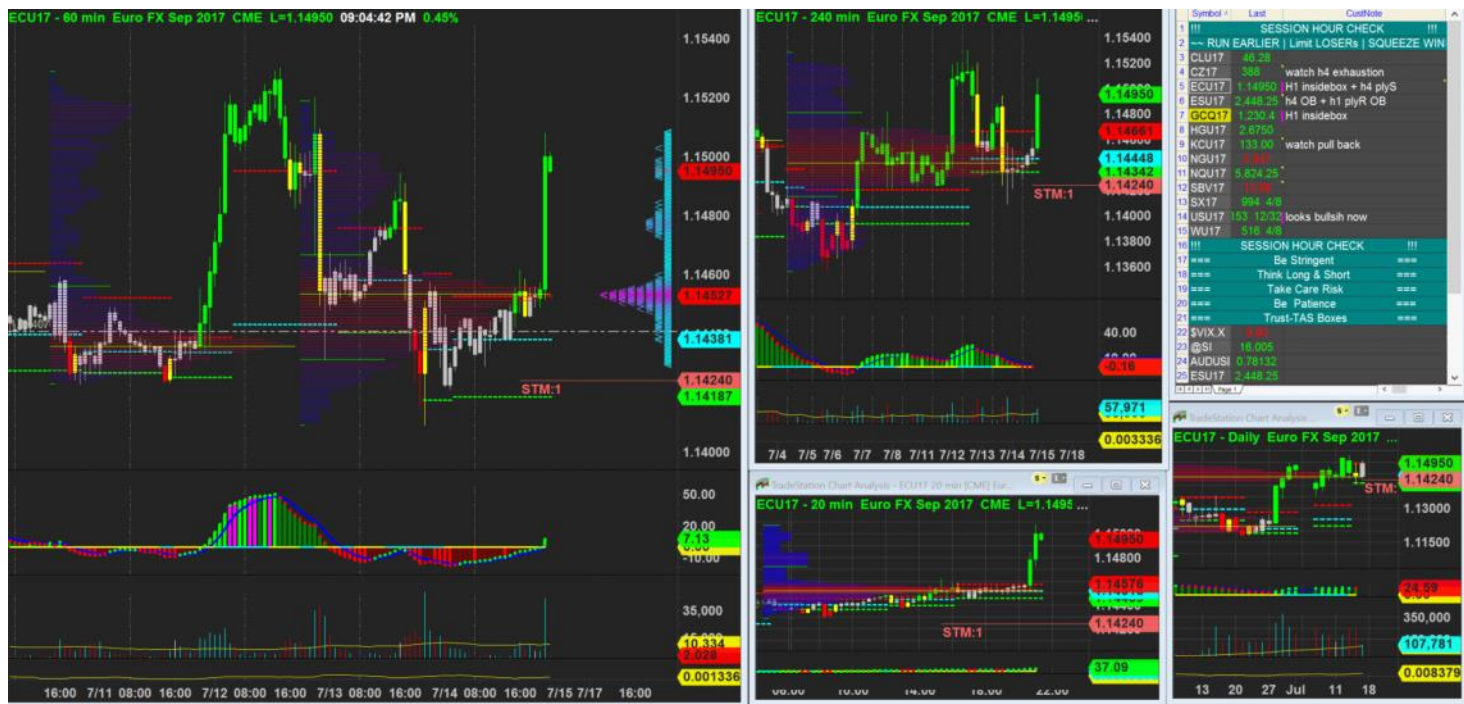 ECU17 - 60 min Euro FX Sep 2017 CME L=1.14950 09:04:42 PM 0.45%
1.15400
1.15200
1.15000
1.14950
1.14800
1.14600
1.14527
1.14381
1.14240
STM:1
1.14187
1.14000
50.00
20.00
7.13
-10.00
35,000
10,334
2,028
0.001336
16:00 7/11 08:00 16:00 7/12 08:00 16:00 7/13 08:00 16:00 7/14 08:00 16:00 7/15 7/17 16:00
ECU17 - 240 min Euro FX Sep 2017 CME L=1.1495 ...
1.15400
1.15200
1.14950
1.14800
1.14661
1.14448
1.14342
1.14240
STM:1
1.14000
1.13800
1.13600
40.00
-0.16
57,971
0.003336
7/4 7/5 7/6 7/7 7/8 7/11 7/12 7/13 7/14 7/15 7/18
TradeStation Chart Analysis - ECU17 20 min [CME] Eur...
ECU17 - 20 min Euro FX Sep 2017 CME L=1.1495 ...
1.14950
1.14800
1.14576
1.14240
STM:1
37.09
06:00 10:00 14:00 18:00 22:00
Symbol Last CustNote
1 !!! SESSION HOUR CHECK !!!
2 ~~ RUN EARLIER | Limit LOSERs | SQUEEZE WIN
3 CLU17 46.28
4 CZ17 388 watch h4 exhaustion
5 ECU17 1.14950 H1 insidebox + h4 plyS
6 ESU17 2,448.25 h4 OB + h1 plyR OB
7 GCQ17 1,230.4 H1 insidebox
8 HGU17 2.6750
9 KCU17 133.00 watch pull back
10 NGU17
11 NQU17 5,824.25
12 SBV17
13 SX17 994 4/8
14 USU17 153 12/32 looks bullsih now
15 WU17 516 4/8
16 !!! SESSION HOUR CHECK !!!
17 === Be Stringent ===
18 === Think Long & Short ===
19 === Take Care Risk ===
20 === Be Patience ===
21 === Trust-TAS Boxes ===
22 $VIX.X
23 @SI 16.005
24 AUDUSI 0.78132
25 ESU17 2,448.25
Page 1
TradeStation Chart Analysis ...
ECU17 - Daily Euro FX Sep 2017 ...
1.14950
1.14240
STM:
1.13000
1.11500
24.59
350,000
107,781
0.008379
13 20 27 Jul 11 18